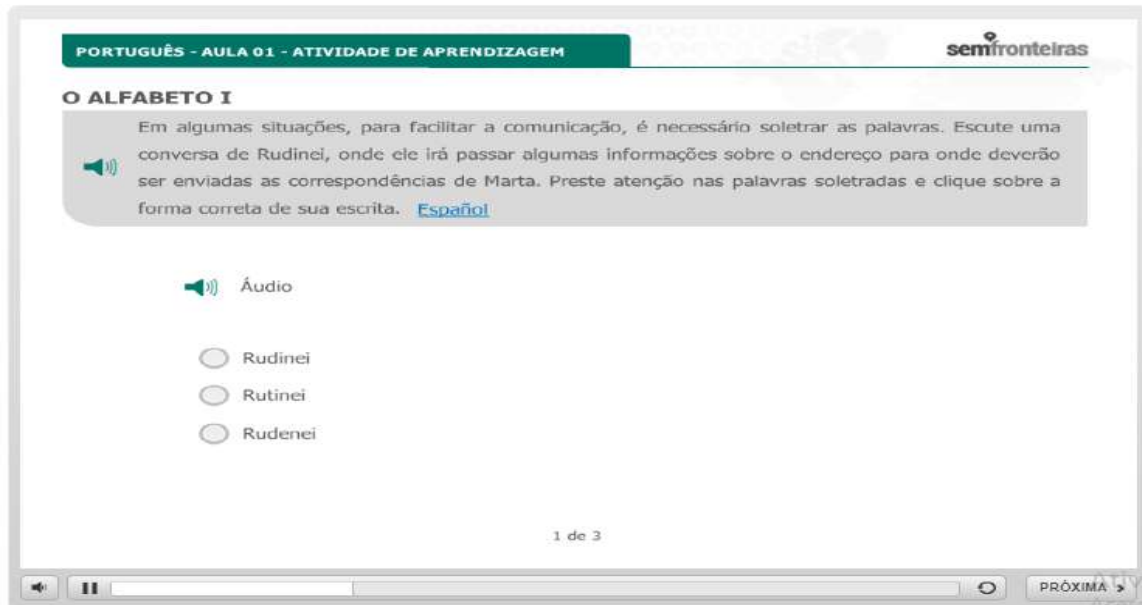 PORTUGUÊS - AULA 01 - ATIVIDADE DE APRENDIZAGEM
semfronteiras
O ALFABETO I
Em algumas situações, para facilitar a comunicação, é necessário soletrar as palavras. Escute uma
conversa de Rudinei, onde ele irá passar algumas informações sobre o endereço para onde deverão
ser enviadas as correspondências de Marta. Preste atenção nas palavras soletradas e clique sobre a
forma correta de sua escrita. Español
Áudio
Rudinei
Rutinei
Rudenei
1 de 3
PRÓXIMA >